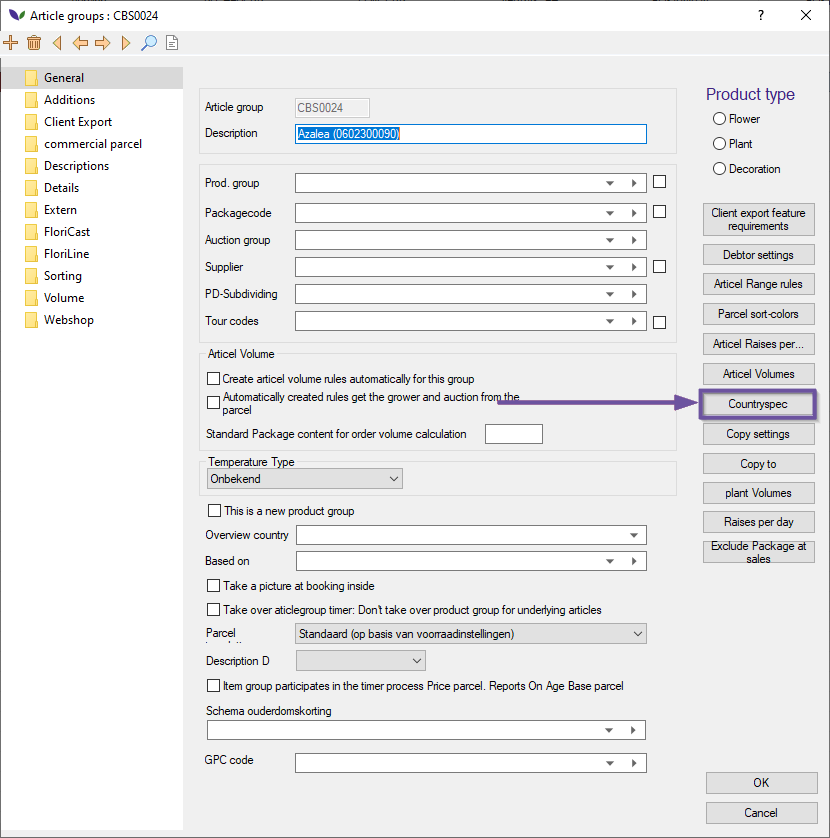 Article groups : CBS0024
?
General
Additions
Client Export
commercial parcel
Descriptions
Details
Extern
FloriCast
FloriLine
Sorting
Volume
Webshop
Article group
CBS0024
Description
Azalea (0602300090)
Prod. group
Packagecode
Auction group
Supplier
PD-Subdividing
Tour codes
Articel Volume
Create articel volume rules automatically for this group
Automatically created rules get the grower and auction from the
parcel
Standard Package content for order volume calculation
Temperature Type
Onbekend
This is a new product group
Overview country
Based on
Take a picture at booking inside
Take over aticlegroup timer: Don't take over product group for underlying articles
Parcel
Standaard (op basis van voorraadinstellingen)
Description D
Item group participates in the timer process Price parcel. Reports On Age Base parcel
Schema ouderdomskorting
GPC code
Product type
Flower
Plant
Decoration
Client export feature
requirements
Debtor settings
Articel Range rules
Parcel sort-colors
Articel Raises per...
Articel Volumes
Countryspec
Copy settings
Copy to
plant Volumes
Raises per day
Exclude Package at
sales
OK
Cancel